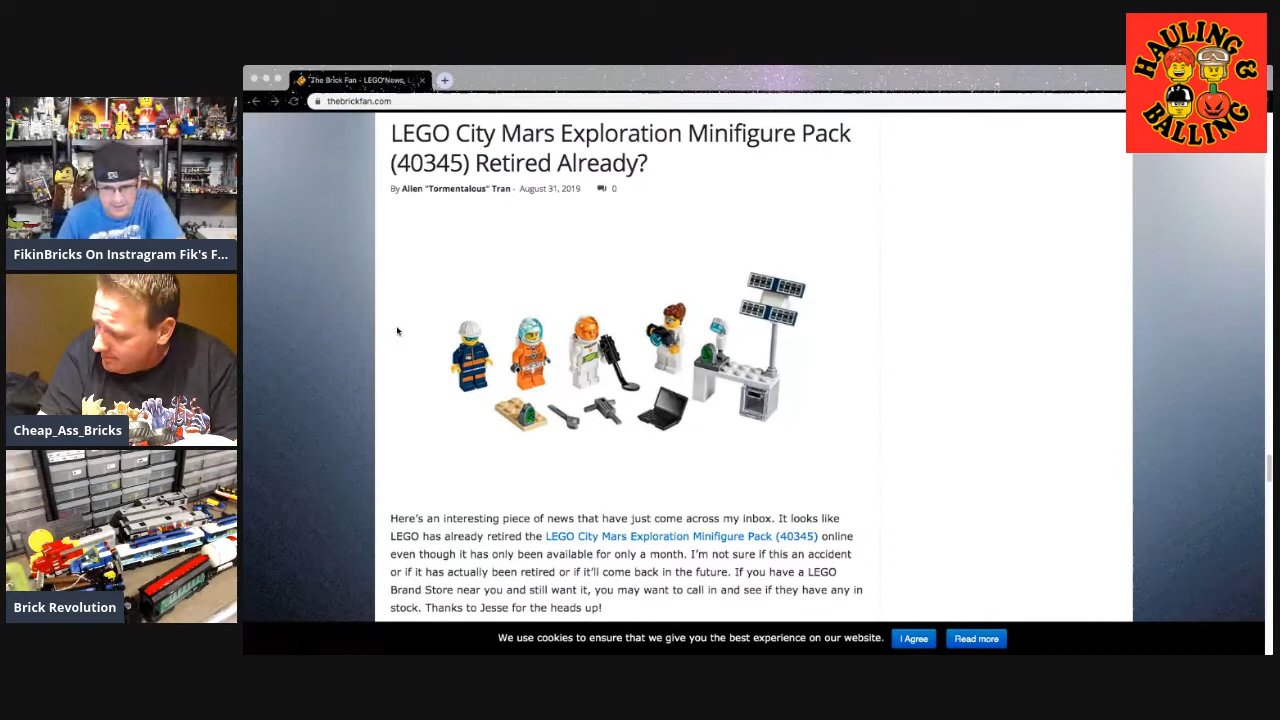 HAULING &
BALLING
The Brick Fan - LEGO News, L
thebrickfan.com
LEGO City Mars Exploration Minifigure Pack
(40345) Retired Already?
By Allen "Tormentalous" Tran - August 31, 2019 0
FikinBricks On Instragram Fik's F...
Cheap_Ass_Bricks
Brick Revolution
Here's an interesting piece of news that have just come across my inbox. It looks like
LEGO has already retired the LEGO City Mars Exploration Minifigure Pack (40345) online
even though it has only been available for only a month. I'm not sure if this an accident
or if it has actually been retired or if it'll come back in the future. If you have a LEGO
Brand Store near you and still want it, you may want to call in and see if they have any in
stock. Thanks to Jesse for the heads up!
We use cookies to ensure that we give you the best experience on our website. I Agree Read more